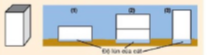 (1) (2) (3)
Độ lún của cát